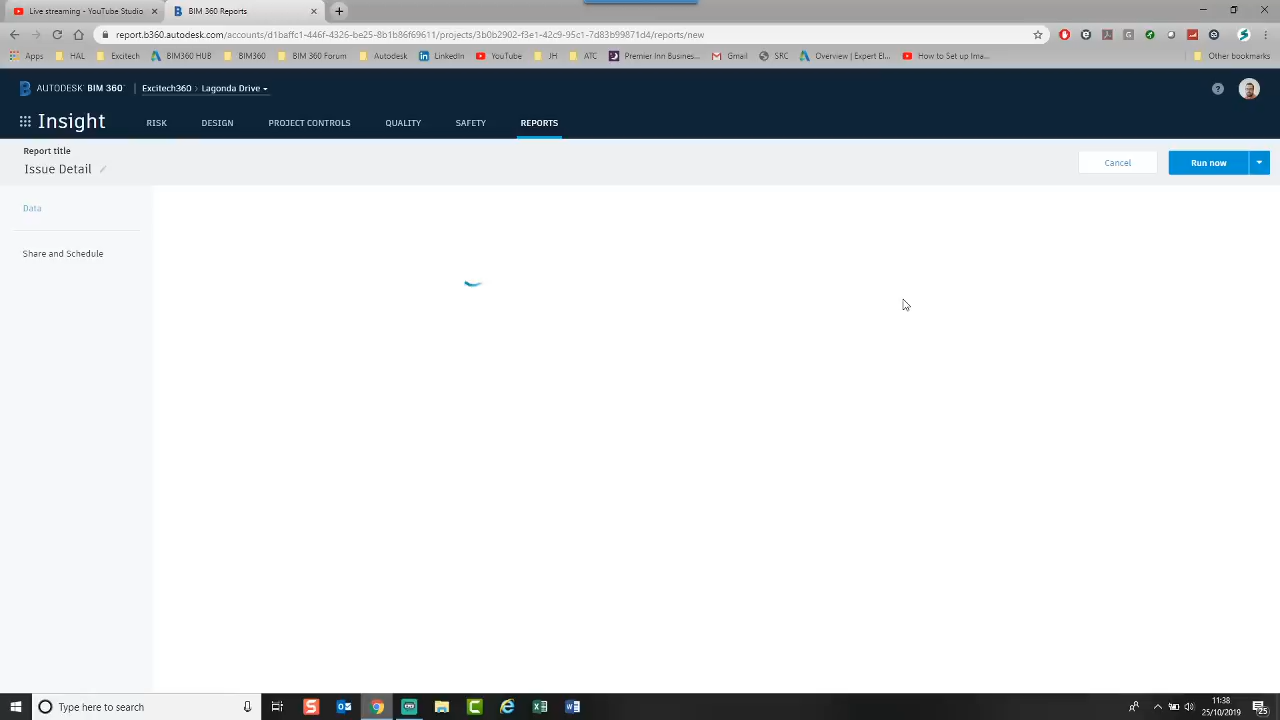 Live streaming - YouTube Studio
BIM 360 Reports
report.b360.autodesk.com/accounts/d1baffc1-446f-4326-be25-8b1b86f69611/projects/3b0b2902-f3e1-42c9-95c1-7d83b99871d4/reports/new
Apps HAL Excitech BIM360 HUB BIM360 BIM 360 Forum Autodesk LinkedIn YouTube JH ATC Premier Inn Business... Gmail SRC Overview | Expert El... How to Set up Ima... Other bookmarks
AUTODESK® BIM 360™ Excitech360 > Lagonda Drive
Insight RISK DESIGN PROJECT CONTROLS QUALITY SAFETY REPORTS
Report title
Issue Detail
Cancel Run now
Data
Share and Schedule
Type here to search
11:38
25/10/2019